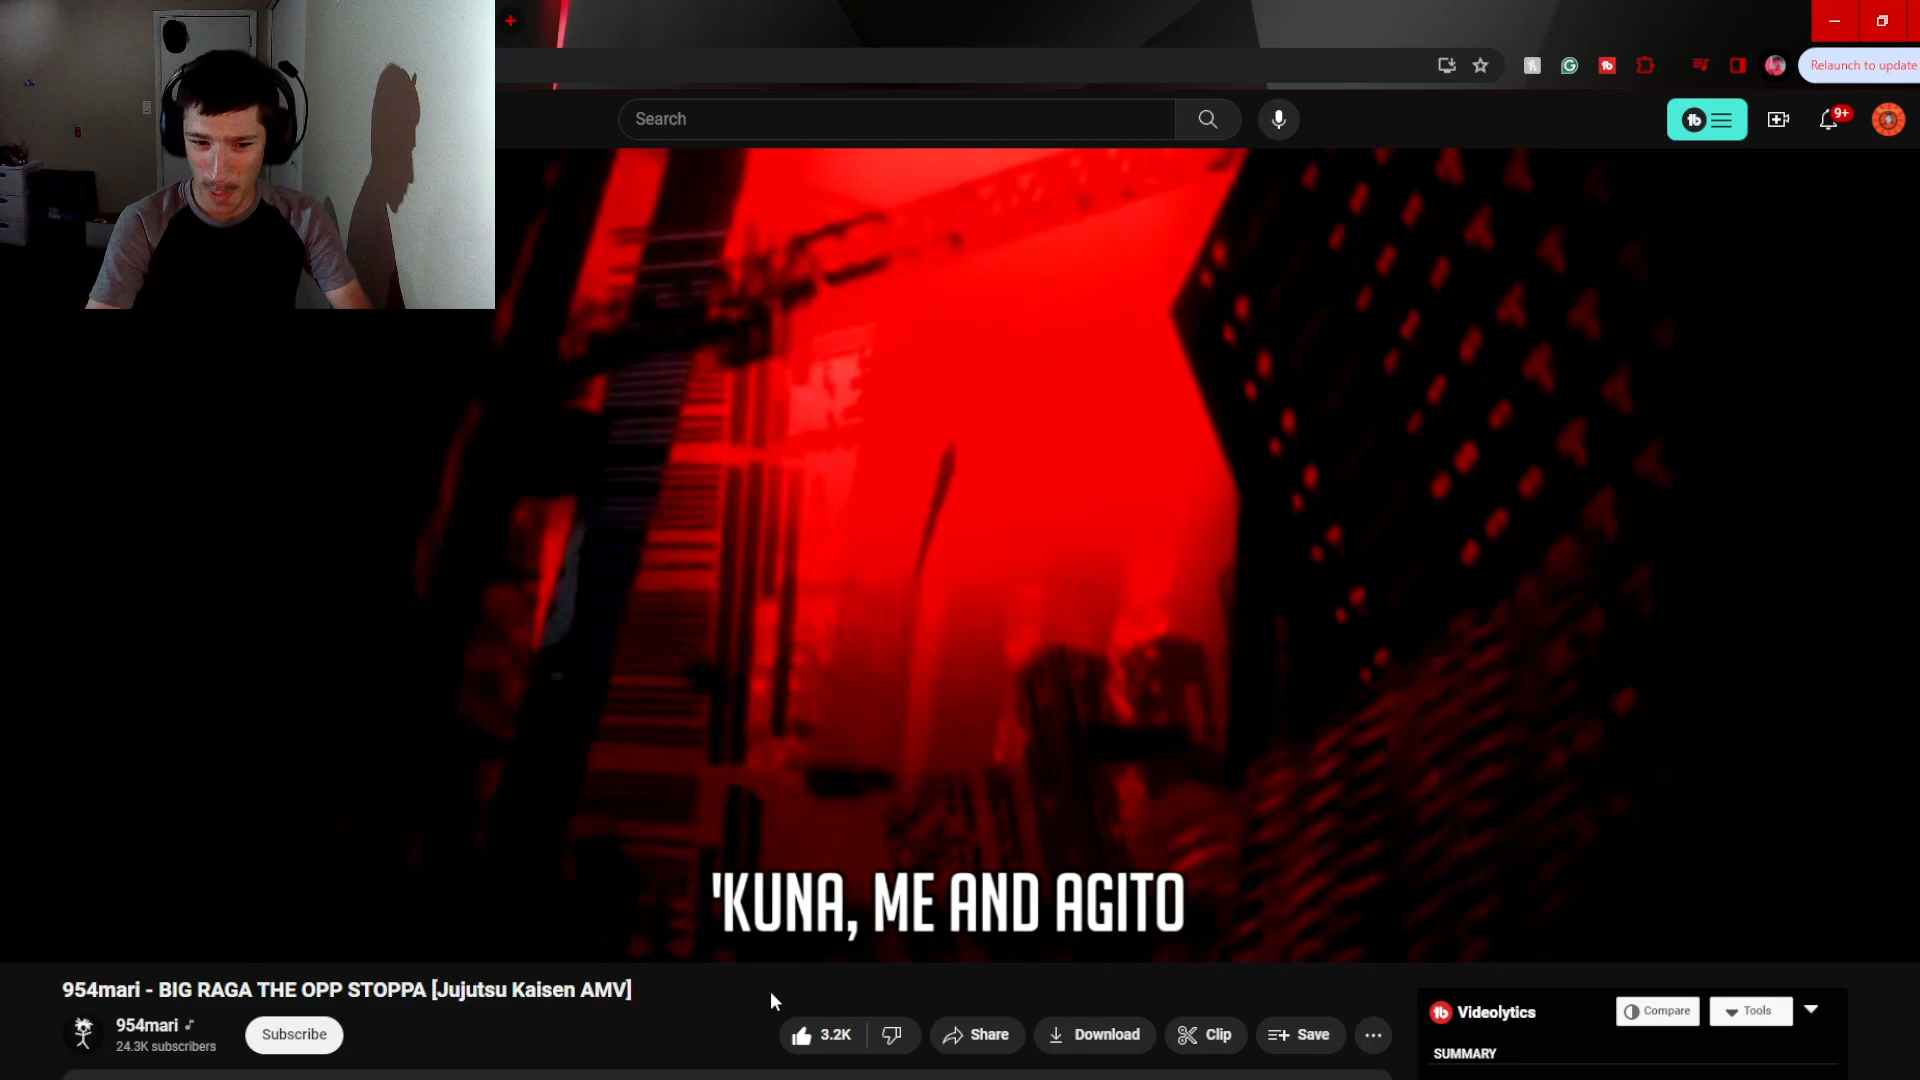 Relaunch to update
Search
9+
'KUNA, ME AND AGITO
954mari - BIG RAGA THE OPP STOPPA [Jujutsu Kaisen AMV]
954mari
24.3K subscribers
Subscribe
3.2K
Share
Download
Clip
Save
Videolytics
Compare
Tools
SUMMARY